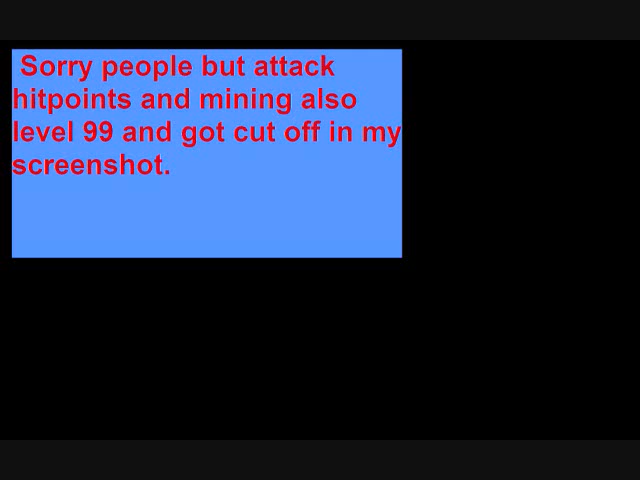 Sorry people but attack
hitpoints and mining also
level 99 and got cut off in my
screenshot.